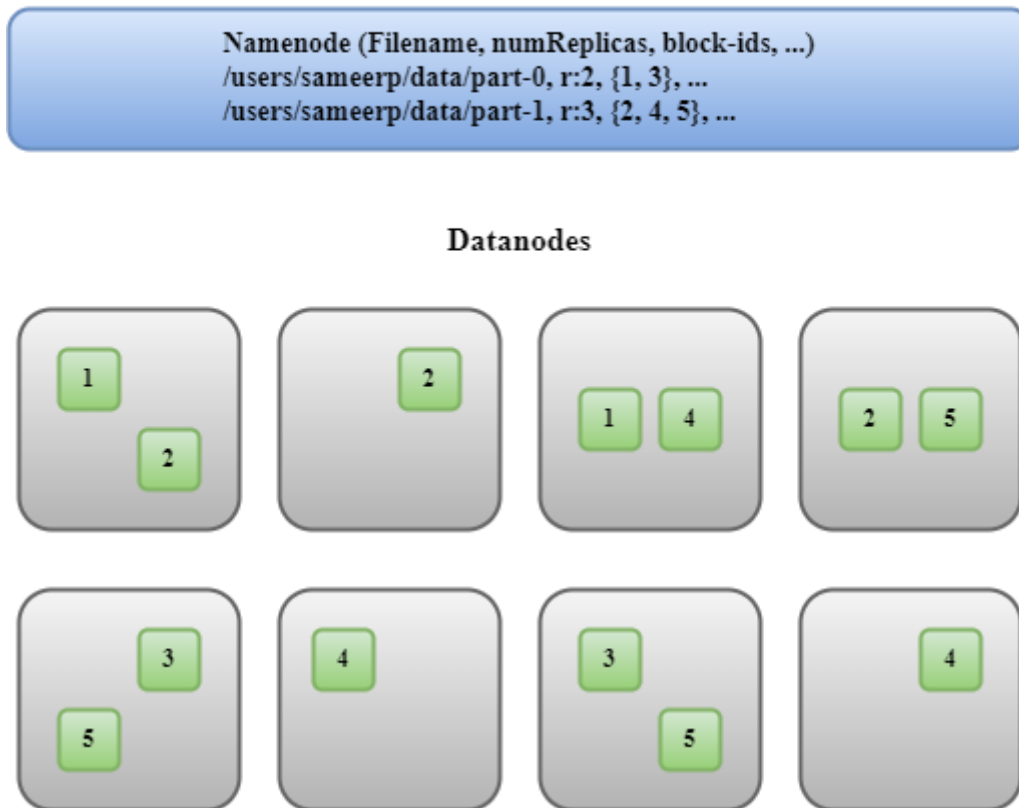 Namenode (Filename, numReplicas, block-ids, ...)
/users/sameerp/data/part-0, r:2, {1, 3}, ...
/users/sameerp/data/part-1, r:3, {2, 4, 5}, ...
Datanodes
1
2
2
1 4
2 5
3
5
4
3
5
4